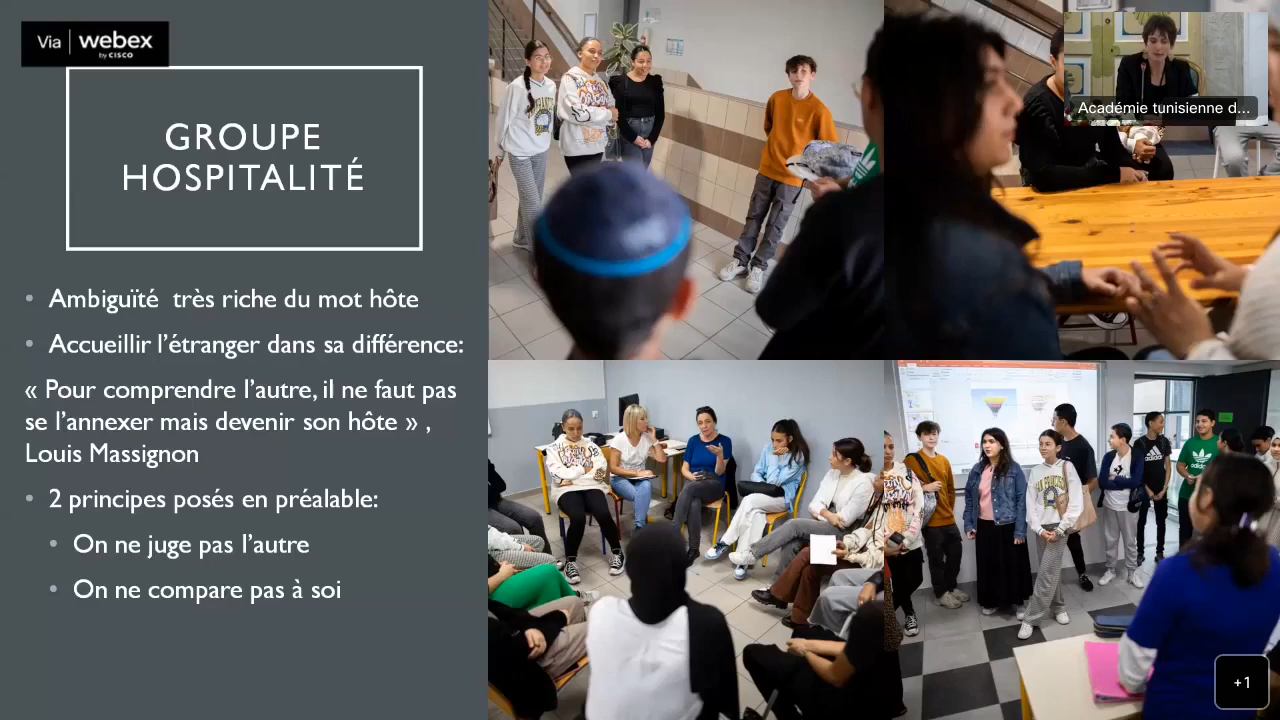 Via webex
by CISCO
GROUPE
HOSPITALITÉ
• Ambiguïté très riche du mot hôte
• Accueillir l’étranger dans sa différence:
« Pour comprendre l’autre, il ne faut pas
se l’annexer mais devenir son hôte » ,
Louis Massignon
• 2 principes posés en préalable:
• On ne juge pas l’autre
• On ne compare pas à soi
Académie tunisienne d...
adidas
+1